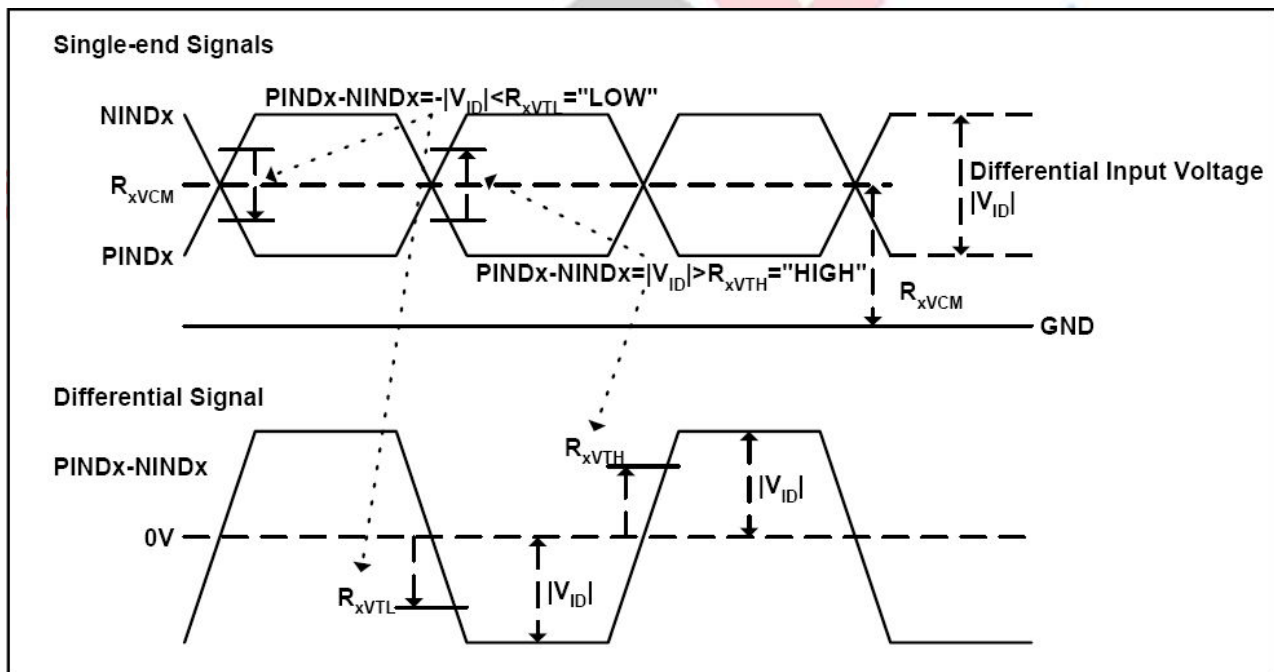 Single-end Signals
PINDx-NINDx=-|VID|<RxVTL="LOW"
NINDx
Differential Input Voltage
|VID|
RxVCM
PINDx
PINDx-NINDx=|VID|>RxVTH="HIGH"
RxVCM
GND
Differential Signal
RxVTH
PINDx-NINDx
|VID|
0V
RxVTL
|VID|